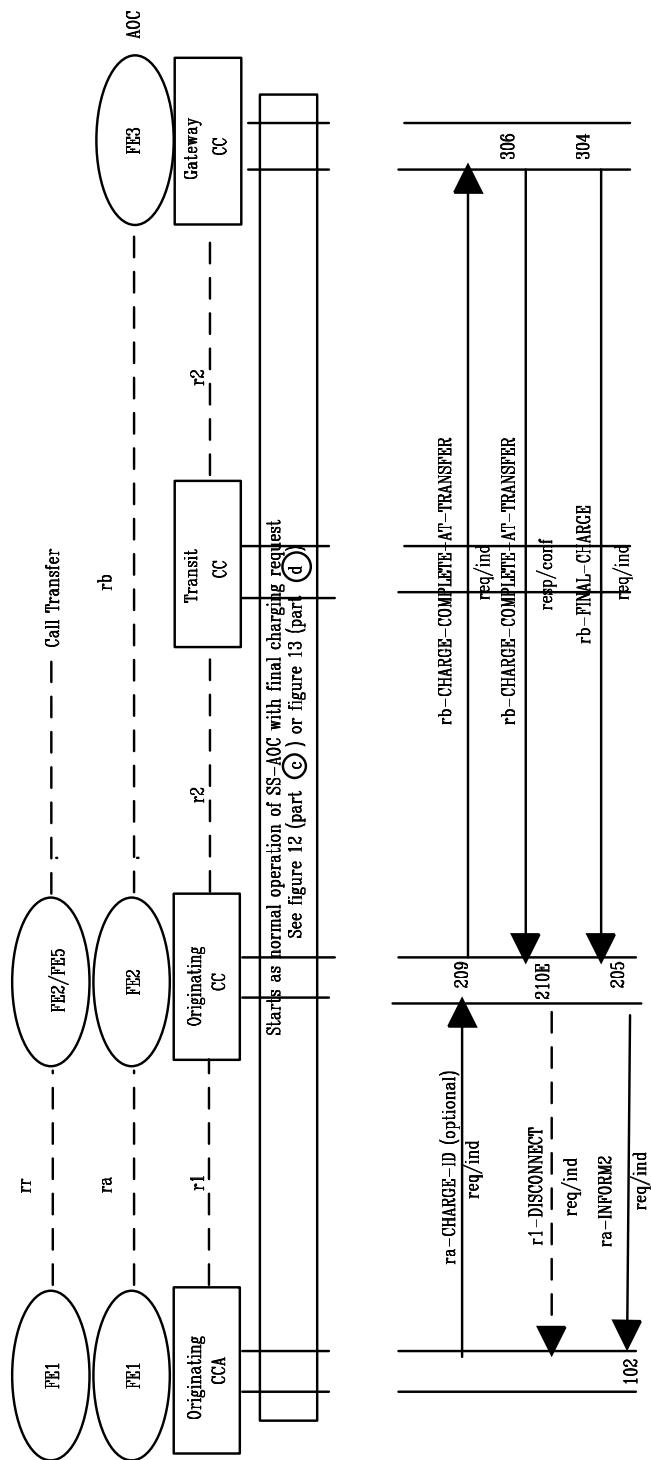 rr
Call Transfer
FE1
FE2/FE5
ra
rb
AOC
FE1
FE2
FE3
r1
r2
r2
Originating
CCA
Originating
CC
Transit
CC
Gateway
CC
Starts as normal operation of SS-AOC with final charging request
See figure 12 (part c ) or figure 13 (part d )
ra-CHARGE-ID (optional)
req/ind
209
rb-CHARGE-COMPLETE-AT-TRANSFER
req/ind
r1-DISCONNECT
req/ind
210E
rb-CHARGE-COMPLETE-AT-TRANSFER
resp/conf
306
102
ra-INFORM2
req/ind
205
rb-FINAL-CHARGE
req/ind
304